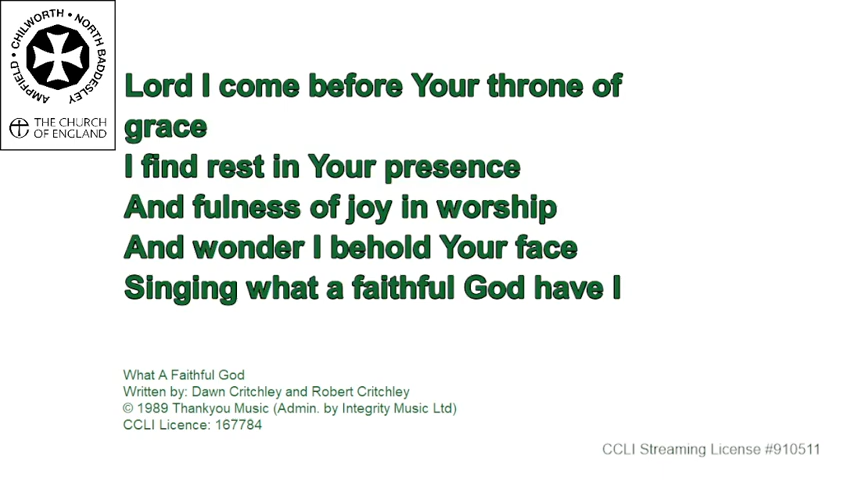 AMPFIELD • CHILWORTH • NORTH BADDESLEY
THE CHURCH
OF ENGLAND
Lord I come before Your throne of
grace
I find rest in Your presence
And fulness of joy in worship
And wonder I behold Your face
Singing what a faithful God have I
What A Faithful God
Written by: Dawn Critchley and Robert Critchley
© 1989 Thankyou Music (Admin. by Integrity Music Ltd)
CCLI Licence: 167784
CCLI Streaming License #910511